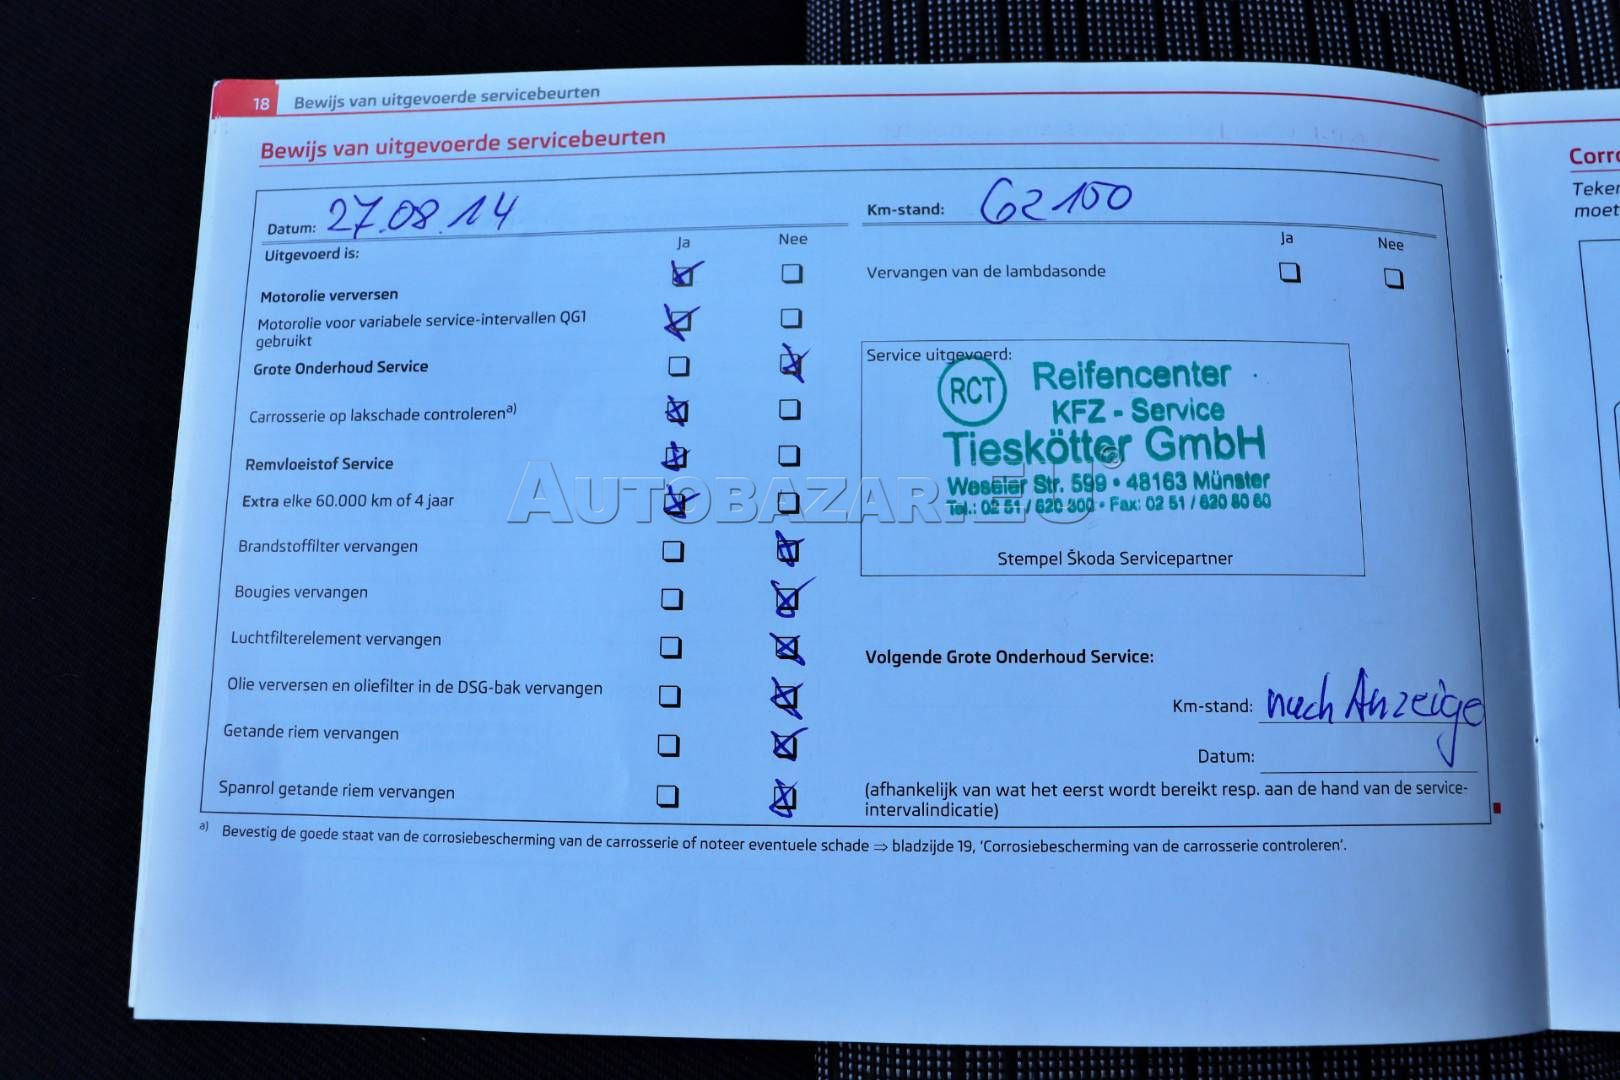 18 Bewijs van uitgevoerde servicebeurten
Bewijs van uitgevoerde servicebeurten
Datum: 27.08.14
Km-stand: 62100
Uitgevoerd is:
Ja Nee
Ja Nee
Motorolie verversen
Vervangen van de lambdasonde
Motorolie voor variabele service-intervallen QG1
gebruikt
Grote Onderhoud Service
Carrosserie op lakschade controleren a)
Remvloeistof Service
Extra elke 60.000 km of 4 jaar
Brandstoffilter vervangen
Bougies vervangen
Luchtfilterelement vervangen
Olie verversen en oliefilter in de DSG-bak vervangen
Getande riem vervangen
Spanrol getande riem vervangen
Service uitgevoerd:
RCT Reifencenter
KFZ - Service
Tieskötter GmbH
Weseler Str. 599 • 48163 Münster
Tel.: 02 51 / 620 300 • Fax: 02 51 / 620 80 60
Stempel Škoda Servicepartner
Volgende Grote Onderhoud Service:
Km-stand: nach Anzeige
Datum:
(afhankelijk van wat het eerst wordt bereikt resp. aan de hand van de service-
intervalindicatie)
a) Bevestig de goede staat van de corrosiebescherming van de carrosserie of noteer eventuele schade ⇒ bladzijde 19, 'Corrosiebescherming van de carrosserie controleren'.
AUTOBAZAR.EU®